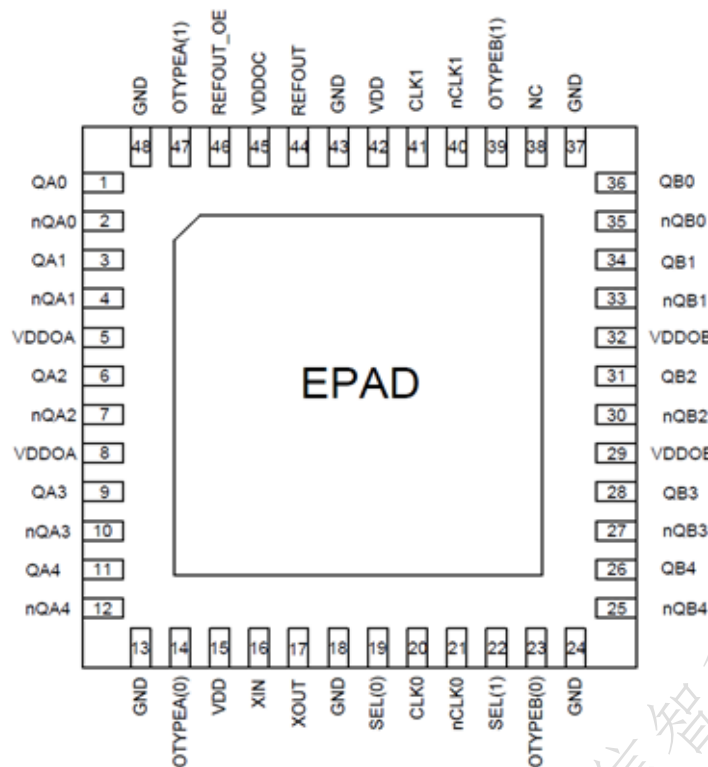 GND OTYPEA(1) REFOUT_OE VDDOC REFOUT GND VDD CLK1 nCLK1 OTYPEB(1) NC GND
48 47 46 45 44 43 42 41 40 39 38 37
QA0 1 36 QB0
nQA0 2 35 nQB0
QA1 3 34 QB1
nQA1 4 33 nQB1
VDDOA 5 32 VDDOB
QA2 6 31 QB2
EPAD
nQA2 7 30 nQB2
VDDOA 8 29 VDDOB
QA3 9 28 QB3
nQA3 10 27 nQB3
QA4 11 26 QB4
nQA4 12 25 nQB4
13 14 15 16 17 18 19 20 21 22 23 24
GND OTYPEA(0) VDD XIN XOUT GND SEL(0) CLK0 nCLK0 SEL(1) OTYPEB(0) GND
信智